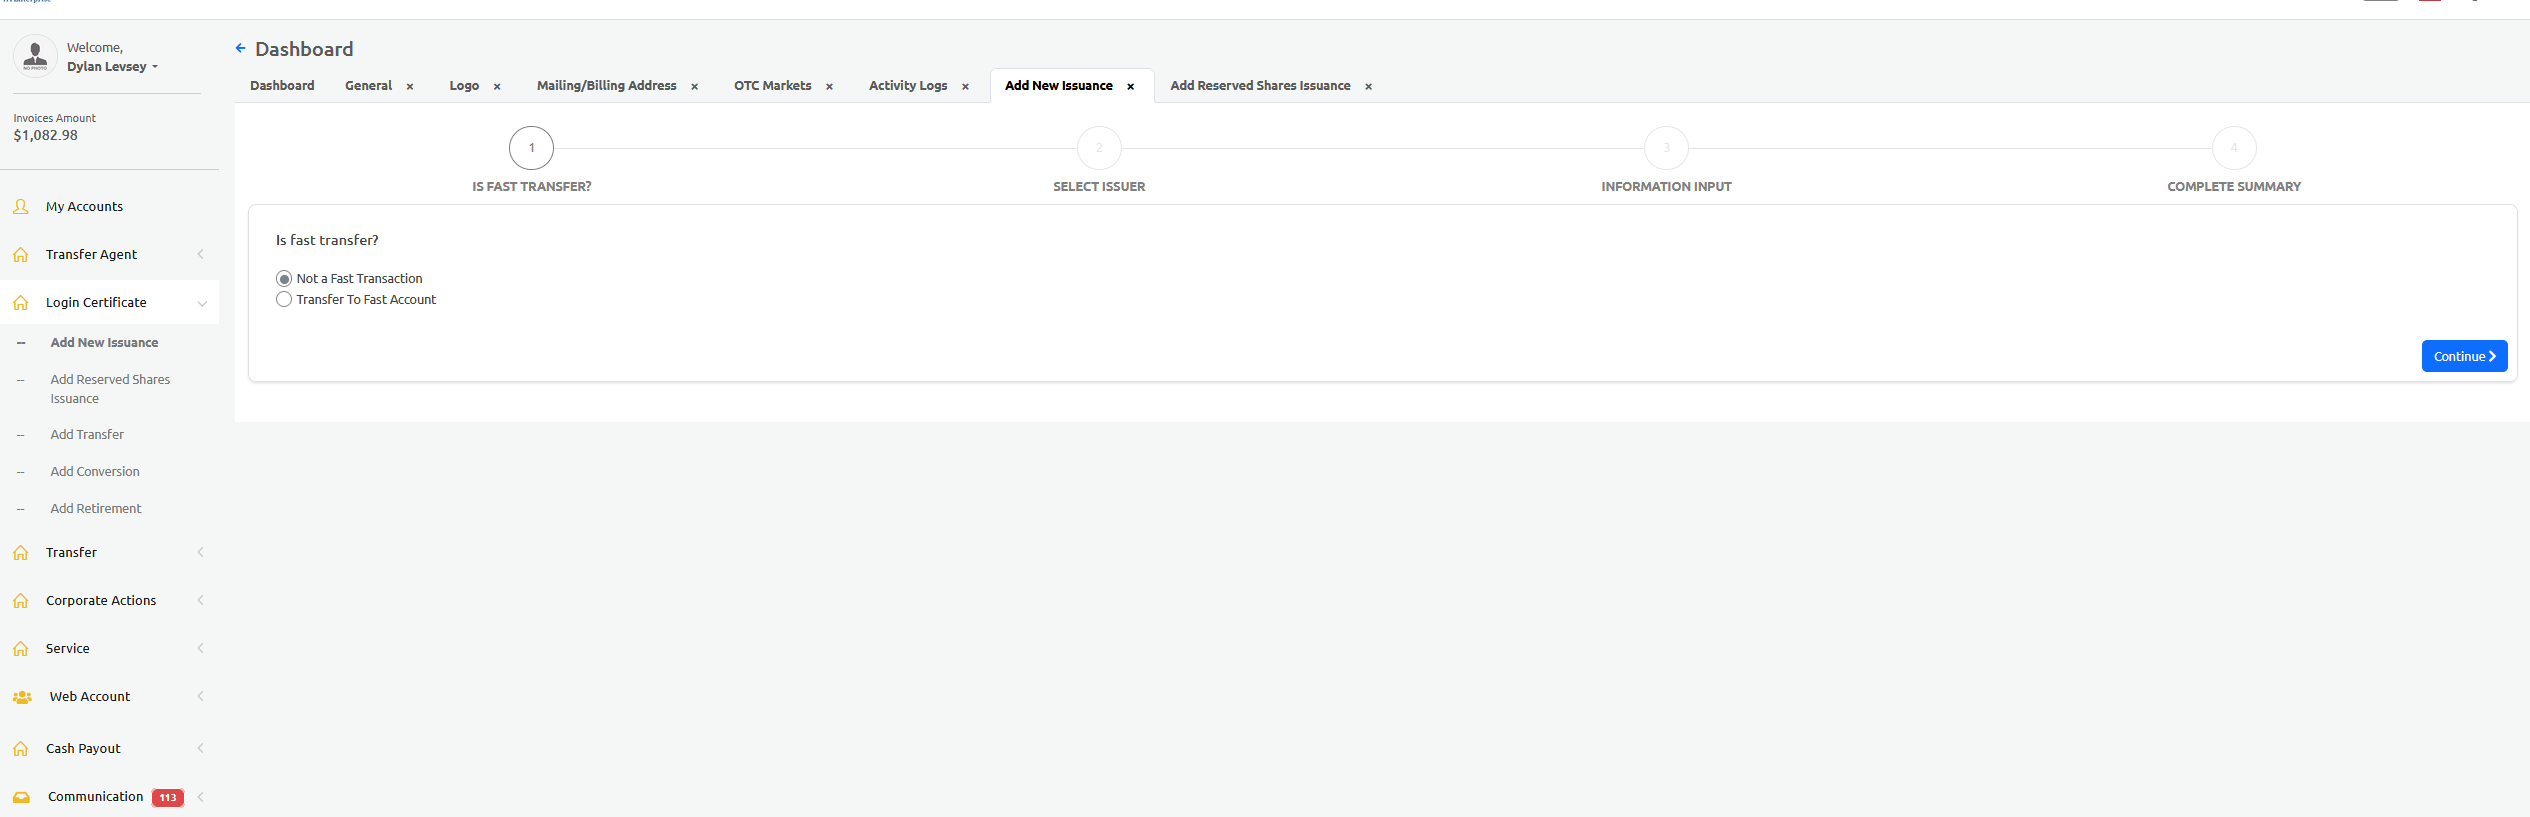 Welcome,
Dylan Levsey
Invoices Amount
$1,082.98
My Accounts
Transfer Agent
Login Certificate
-- Add New Issuance
-- Add Reserved Shares
Issuance
-- Add Transfer
-- Add Conversion
-- Add Retirement
Transfer
Corporate Actions
Service
Web Account
Cash Payout
Communication 113
Dashboard
Dashboard General × Logo × Mailing/Billing Address × OTC Markets × Activity Logs × Add New Issuance × Add Reserved Shares Issuance ×
1 2 3 4
IS FAST TRANSFER? SELECT ISSUER INFORMATION INPUT COMPLETE SUMMARY
Is fast transfer?
Not a Fast Transaction
Transfer To Fast Account
Continue